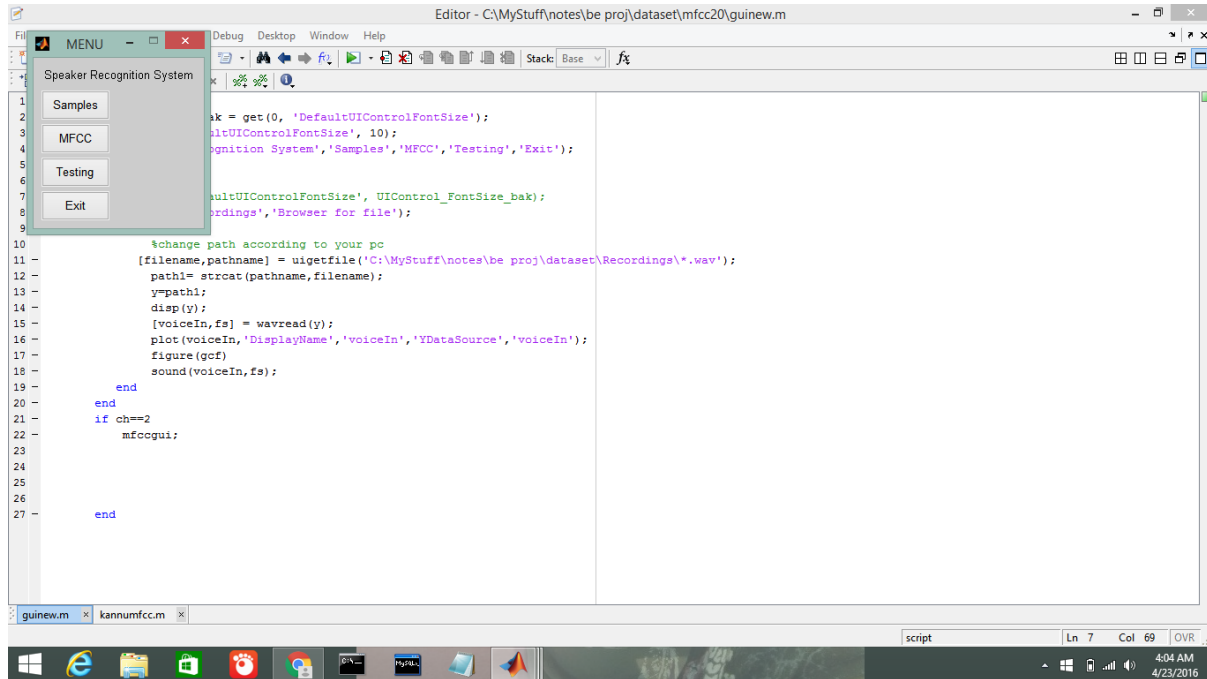 Editor - C:\MyStuff\notes\be proj\dataset\mfcc20\guinew.m
Debug Desktop Window Help
MENU
Speaker Recognition System
Samples
MFCC
Testing
Exit
Stack: Base fx
1
2 ak = get(0, 'DefaultUIControlFontSize');
3 ultUIControlFontSize', 10);
4 ognition System','Samples','MFCC','Testing','Exit');
5
6
7 aultUIControlFontSize', UIControl_FontSize_bak);
8 ordings','Browser for file');
9
10 %change path according to your pc
11 - [filename,pathname] = uigetfile('C:\MyStuff\notes\be proj\dataset\Recordings\*.wav');
12 - path1= strcat(pathname,filename);
13 - y=path1;
14 - disp(y);
15 - [voiceIn,fs] = wavread(y);
16 - plot(voiceIn,'DisplayName','voiceIn','YDataSource','voiceIn');
17 - figure(gcf)
18 - sound(voiceIn,fs);
19 - end
20 - end
21 - if ch==2
22 - mfccgui;
23
24
25
26
27 - end
guinew.m × kannumfcc.m ×
script Ln 7 Col 69 OVR
MySQL
4:04 AM
4/23/2016